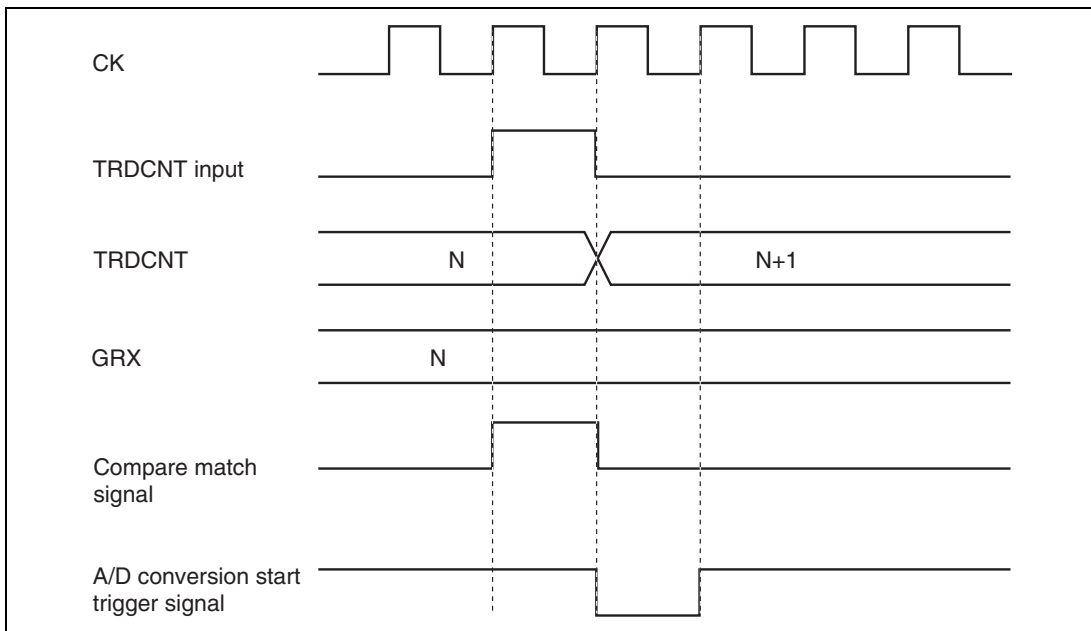 CK
TRDCNT input
TRDCNT
N
N+1
GRX
N
Compare match
signal
A/D conversion start
trigger signal